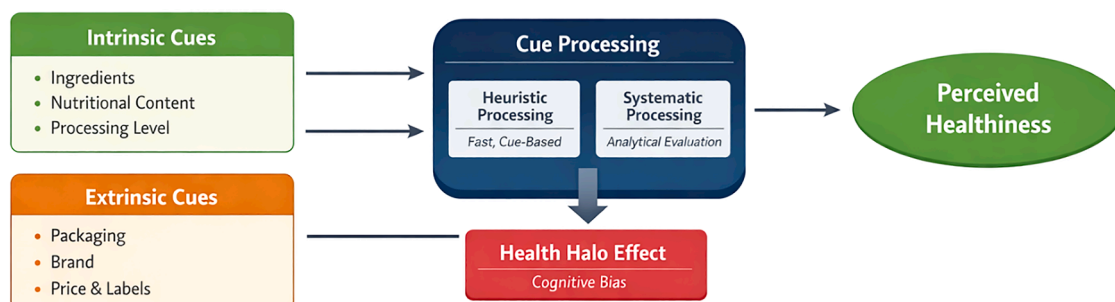 Intrinsic Cues
• Ingredients
• Nutritional Content
• Processing Level
Extrinsic Cues
• Packaging
• Brand
• Price & Labels
Cue Processing
Heuristic
Processing
Fast, Cue-Based
Systematic
Processing
Analytical Evaluation
Health Halo Effect
Cognitive Bias
Perceived
Healthiness